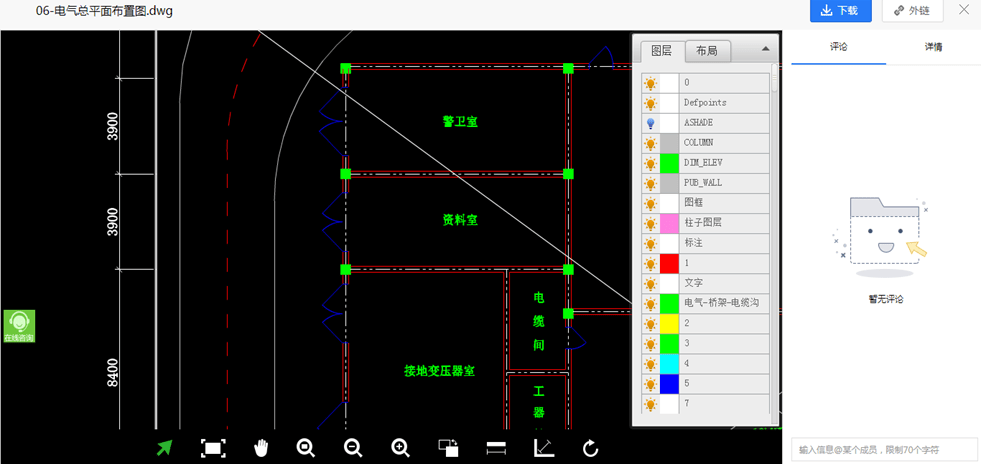 06-电气总平面布置图.dwg
下载
外链
图层
布局
评论
详情
0
Defpoints
ASHADE
COLUMN
DIM_ELEV
PUB_WALL
图框
柱子图层
标注
1
文字
电气-桥架-电缆沟
2
3
4
5
7
3900
3900
8400
警卫室
资料室
电缆间
接地变压器室
工器
在线咨询
暂无评论
输入信息@某个成员，限制70个字符